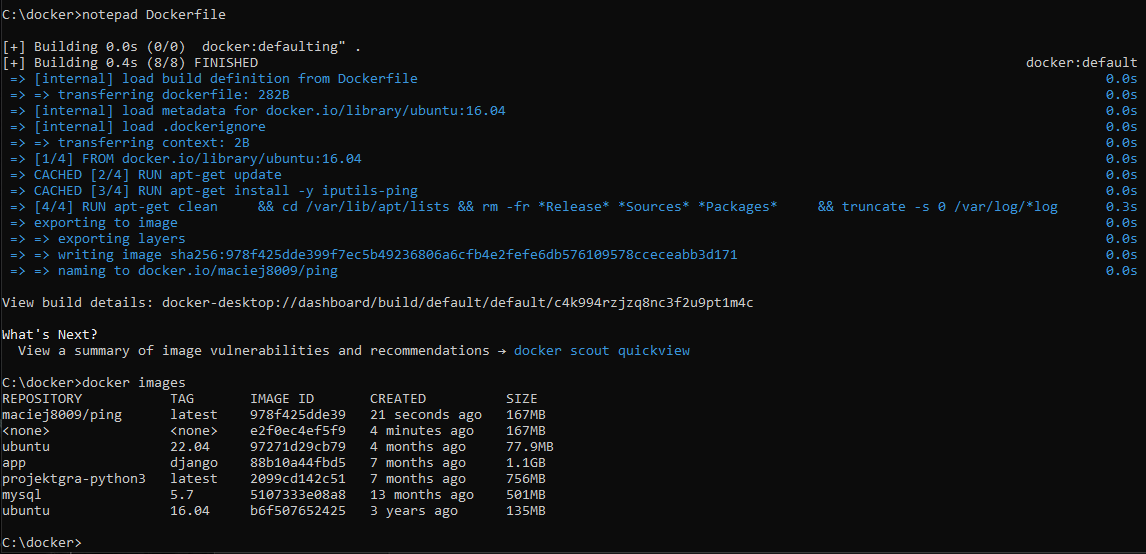 C:\docker>notepad Dockerfile
[+] Building 0.0s (0/0)  docker:defaulting" .
[+] Building 0.4s (8/8) FINISHED docker:default
=> [internal] load build definition from Dockerfile 0.0s
=> => transferring dockerfile: 282B 0.0s
=> [internal] load metadata for docker.io/library/ubuntu:16.04 0.0s
=> [internal] load .dockerignore 0.0s
=> => transferring context: 2B 0.0s
=> [1/4] FROM docker.io/library/ubuntu:16.04 0.0s
=> CACHED [2/4] RUN apt-get update 0.0s
=> CACHED [3/4] RUN apt-get install -y iputils-ping 0.0s
=> [4/4] RUN apt-get clean     && cd /var/lib/apt/lists && rm -fr *Release* *Sources* *Packages*     && truncate -s 0 /var/log/*log 0.3s
=> exporting to image 0.0s
=> => exporting layers 0.0s
=> => writing image sha256:978f425dde399f7ec5b49236806a6cfb4e2fefe6db576109578cceceabb3d171 0.0s
=> => naming to docker.io/maciej8009/ping 0.0s
View build details: docker-desktop://dashboard/build/default/default/c4k994rzjzq8nc3f2u9pt1m4c
What's Next?
View a summary of image vulnerabilities and recommendations → docker scout quickview
C:\docker>docker images
REPOSITORY TAG IMAGE ID CREATED SIZE
maciej8009/ping latest 978f425dde39 21 seconds ago 167MB
<none> <none> e2f0ec4ef5f9 4 minutes ago 167MB
ubuntu 22.04 97271d29cb79 4 months ago 77.9MB
app django 88b10a44fbd5 7 months ago 1.1GB
projektgra-python3 latest 2099cd142c51 7 months ago 756MB
mysql 5.7 5107333e08a8 13 months ago 501MB
ubuntu 16.04 b6f507652425 3 years ago 135MB
C:\docker>